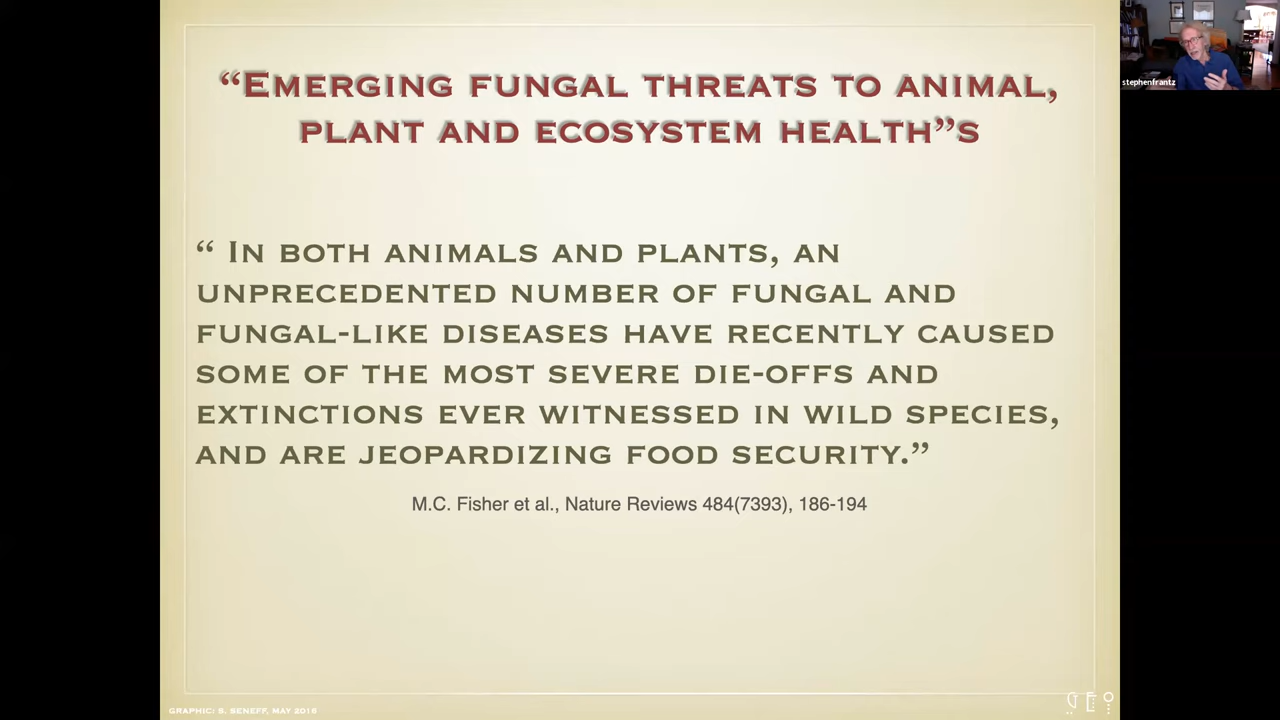 “Emerging fungal threats to animal,
plant and ecosystem health”s
“ In both animals and plants, an
unprecedented number of fungal and
fungal-like diseases have recently caused
some of the most severe die-offs and
extinctions ever witnessed in wild species,
and are jeopardizing food security.”
M.C. Fisher et al., Nature Reviews 484(7393), 186-194
Graphic: S. Seneff, May 2016
stephenfrantz